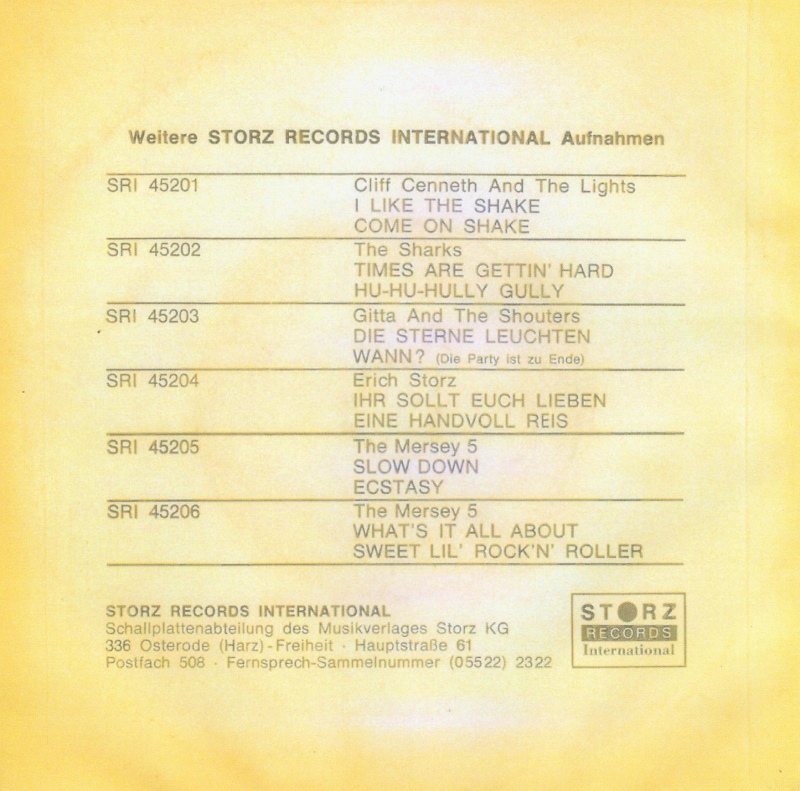 Weitere STORZ RECORDS INTERNATIONAL Aufnahmen
SRI 45201 Cliff Cenneth And The Lights
I LIKE THE SHAKE
COME ON SHAKE
SRI 45202 The Sharks
TIMES ARE GETTIN' HARD
HU-HU-HULLY GULLY
SRI 45203 Gitta And The Shouters
DIE STERNE LEUCHTEN
WANN? (Die Party ist zu Ende)
SRI 45204 Erich Storz
IHR SOLLT EUCH LIEBEN
EINE HANDVOLL REIS
SRI 45205 The Mersey 5
SLOW DOWN
ECSTASY
SRI 45206 The Mersey 5
WHAT'S IT ALL ABOUT
SWEET LIL' ROCK'N' ROLLER
STORZ RECORDS INTERNATIONAL
Schallplattenabteilung des Musikverlages Storz KG
336 Osterode (Harz)-Freiheit · Hauptstraße 61
Postfach 508 · Fernsprech-Sammelnummer (05522) 2322
STORZ
RECORDS
International